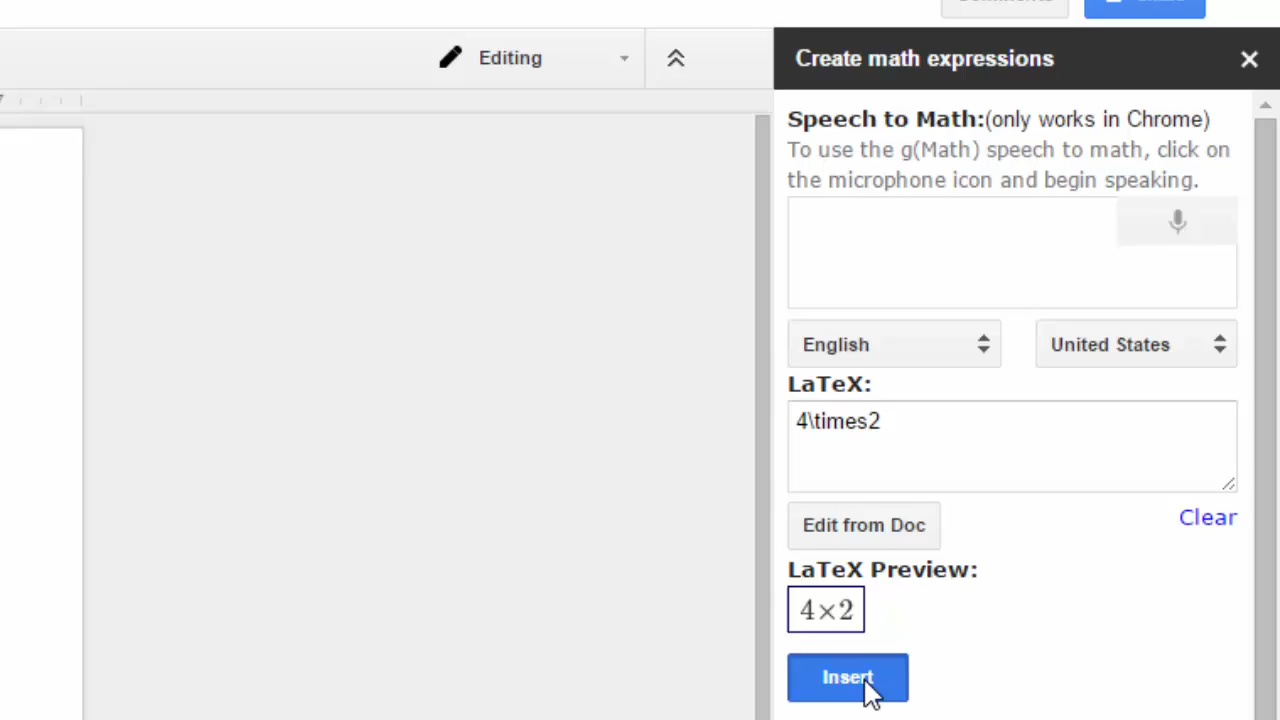 Editing
Create math expressions
Speech to Math:(only works in Chrome)
To use the g(Math) speech to math, click on
the microphone icon and begin speaking.
English
United States
LaTeX:
4\times2
Clear
Edit from Doc
LaTeX Preview:
4×2
Insert